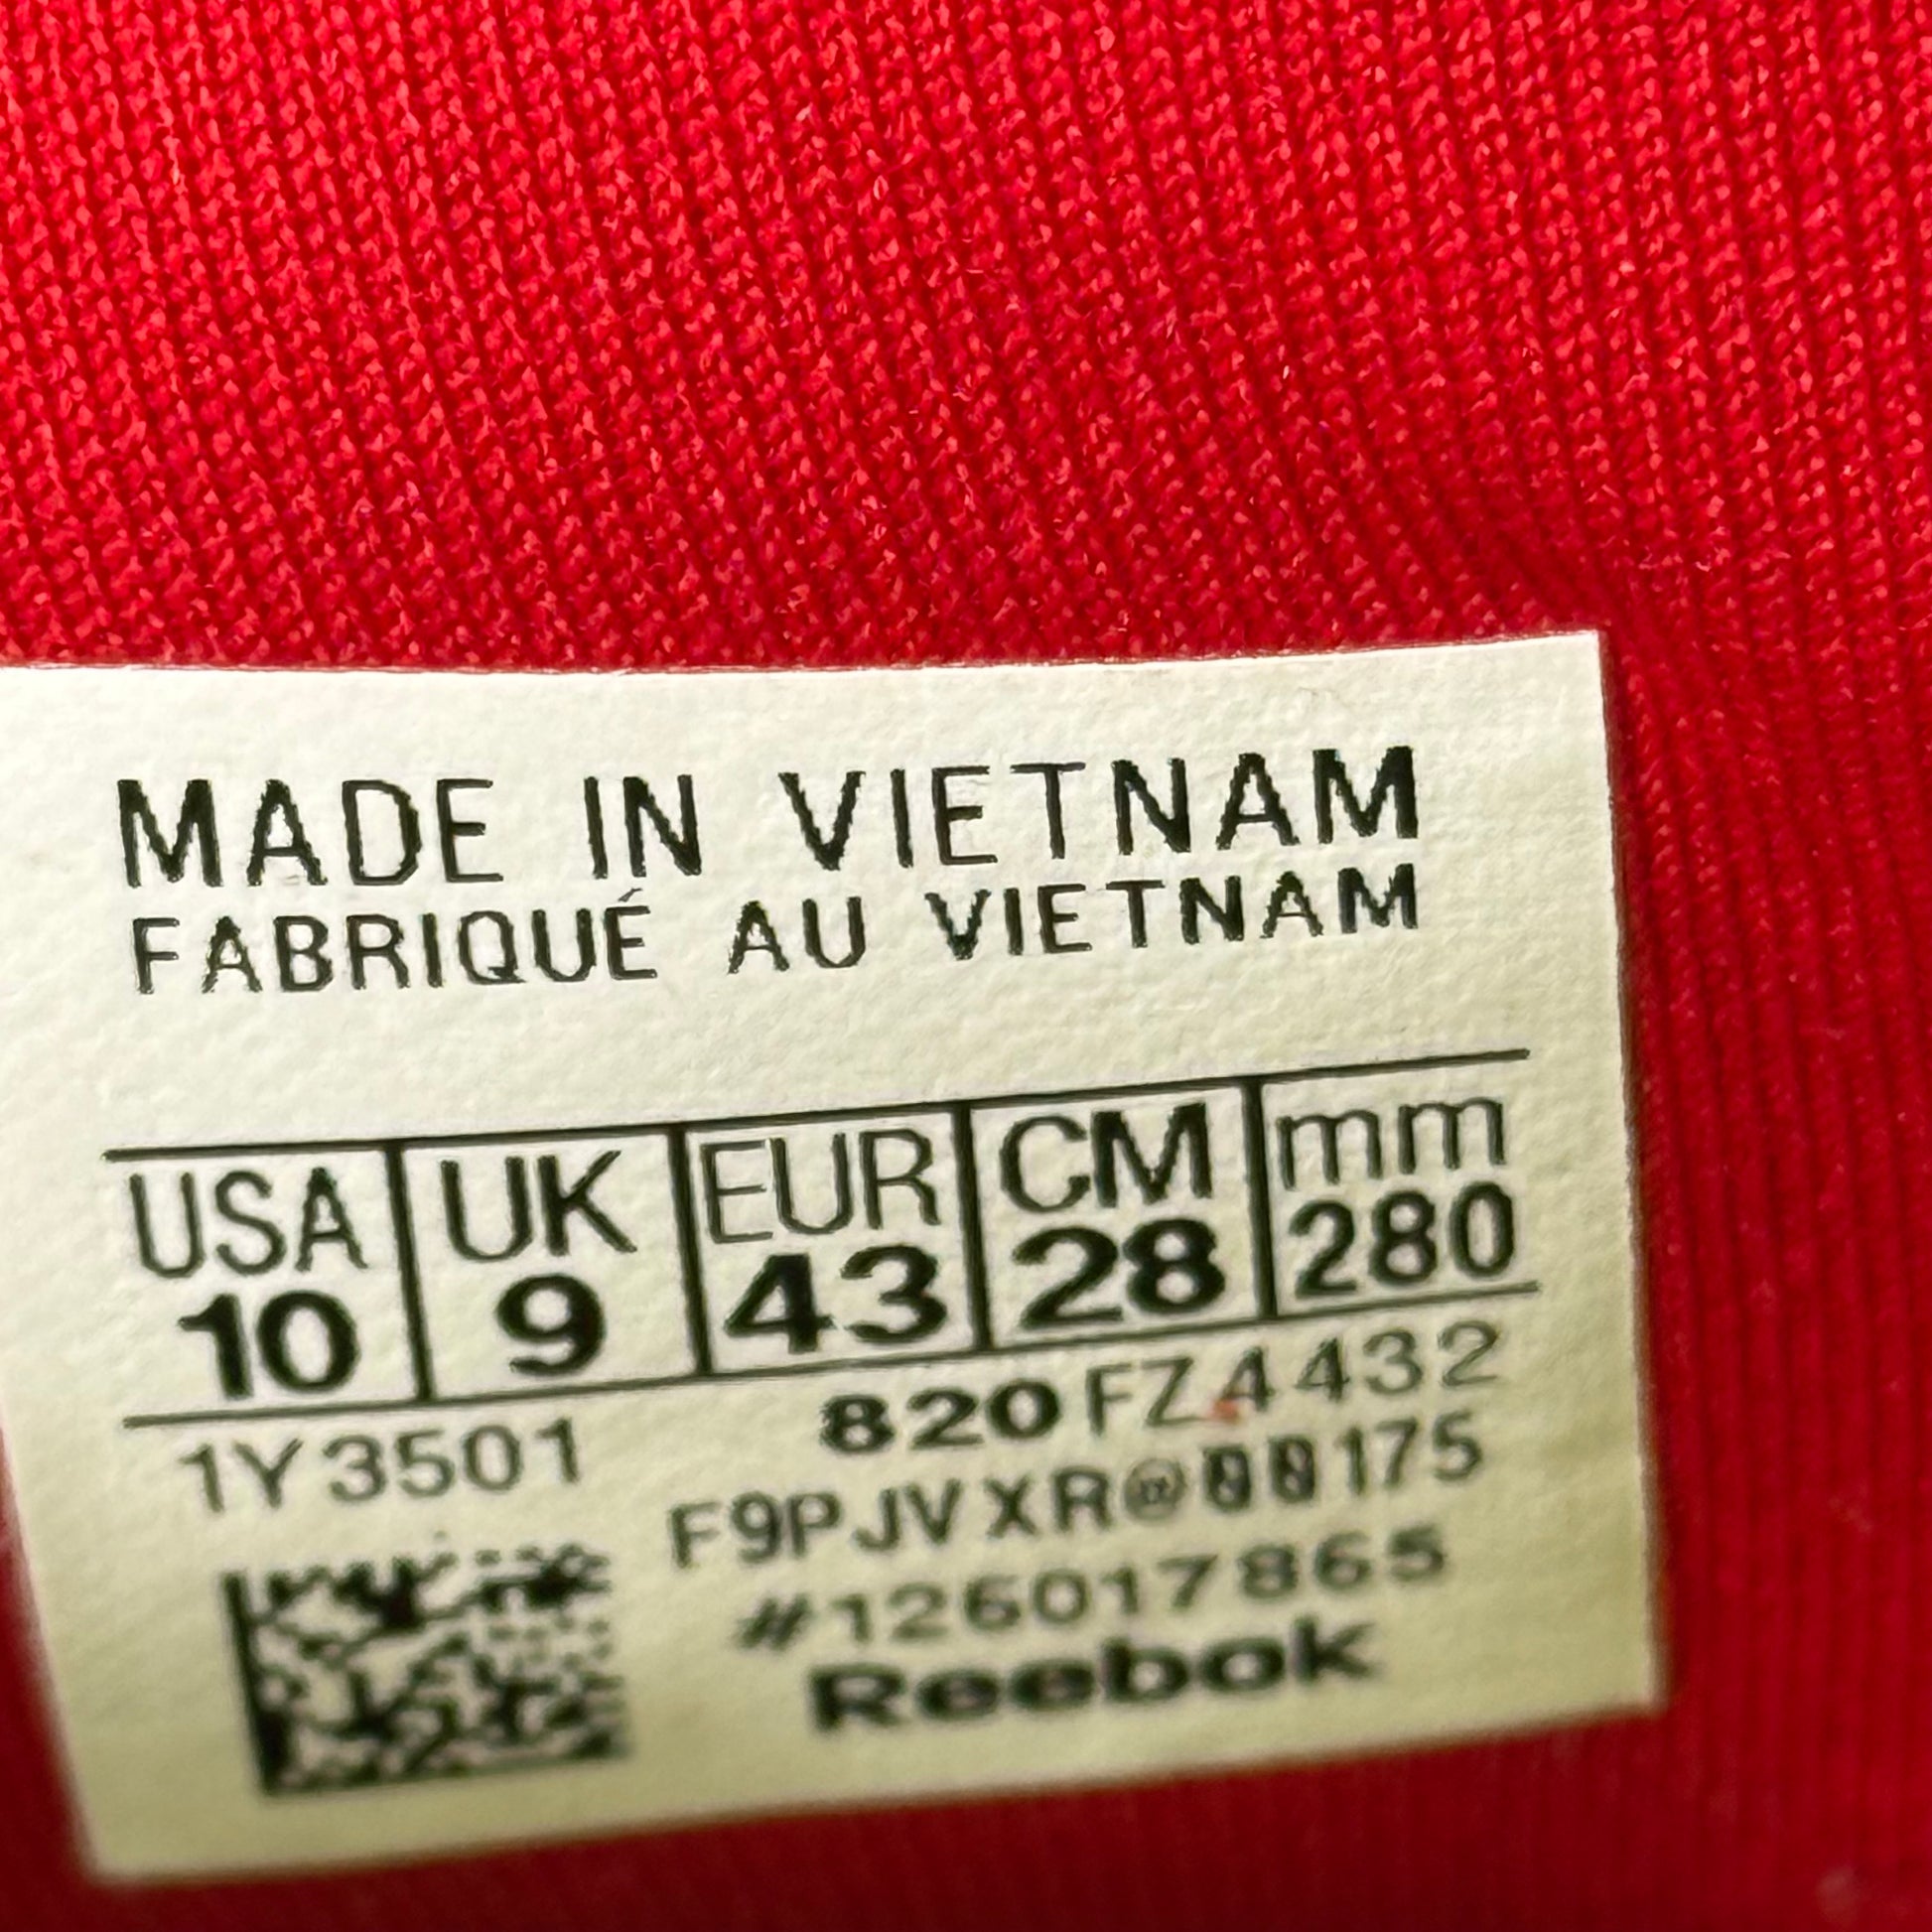 MADE IN VIETNAM
FABRIQUÉ AU VIETNAM
USA UK EUR CM mm
10 9 43 28 280
1Y3501 820 FZ4432
F9PJVXR@00175
#126017865
Reebok